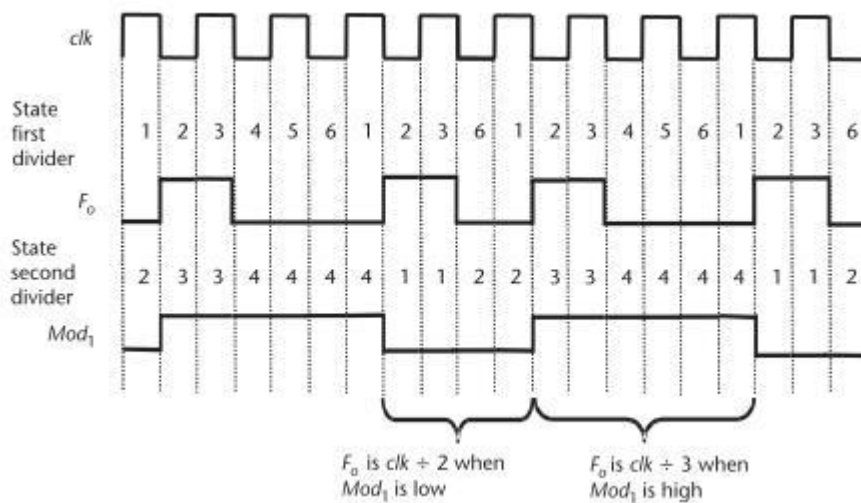 clk
State
first
divider
1 2 3 4 5 6 1 2 3 6 1 2 3 4 5 6 1 2 3 6
Fo
State
second
divider
2 3 3 4 4 4 4 1 1 2 2 3 3 4 4 4 4 1 1 2
Mod1
Fo is clk ÷ 2 when
Mod1 is low
Fo is clk ÷ 3 when
Mod1 is high